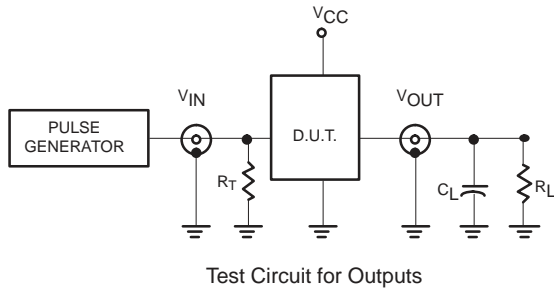 VCC
VIN
VOUT
PULSE
GENERATOR
D.U.T.
RT
CL
RL
Test Circuit for Outputs